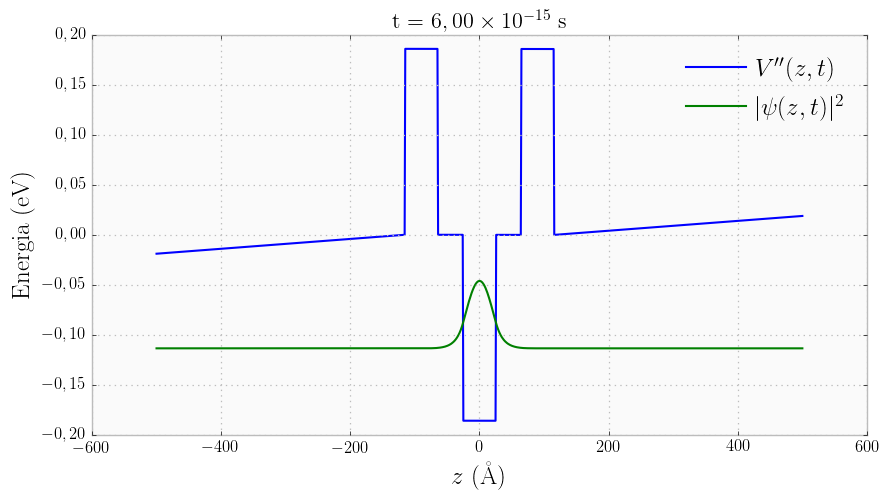 t = 6,00 × 10⁻¹⁵ s
V″(z, t)
|ψ(z, t)|²
Energia (eV)
0,20
0,15
0,10
0,05
0,00
−0,05
−0,10
−0,15
−0,20
−600 −400 −200 0 200 400 600
z (Å)